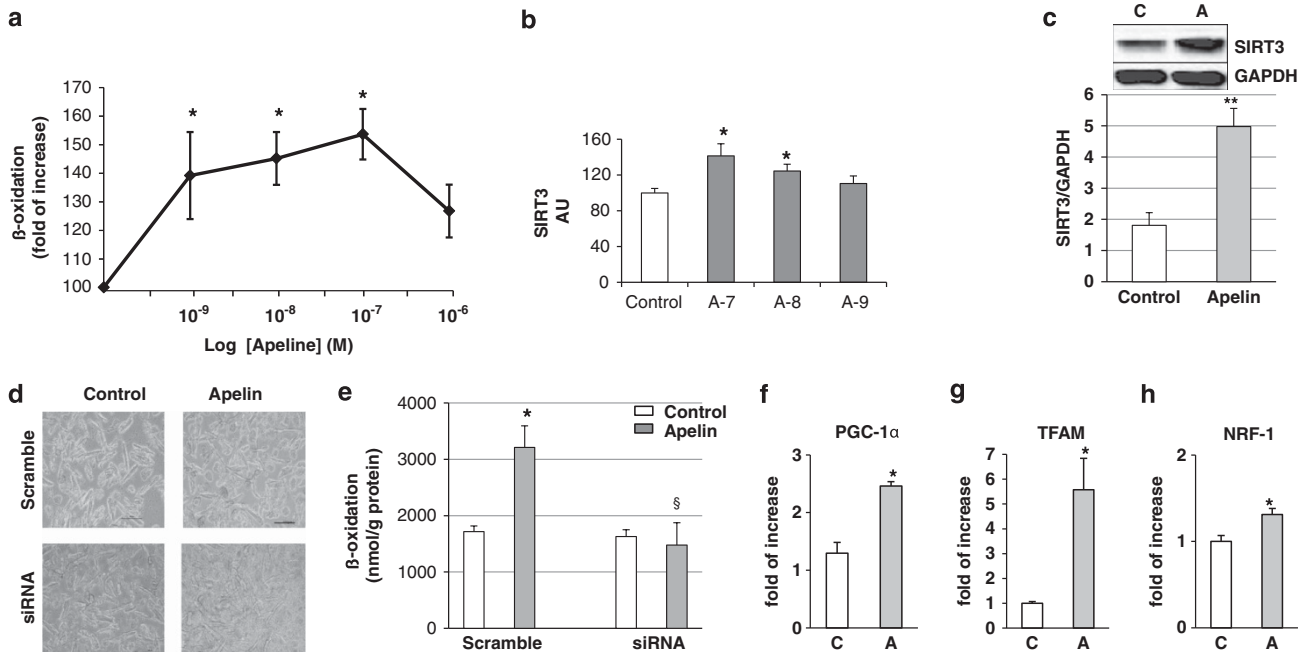 a
170
160
150
140
130
120
100
ß-oxidation
(fold of increase)
* * *
10-9 10-8 10-7 10-6
Log [Apeline] (M)
b
160
120
80
40
0
SIRT3
AU
* *
Control A-7 A-8 A-9
c
C A
SIRT3
GAPDH
6
5
4
3
2
1
0
SIRT3/GAPDH
**
Control Apelin
d
Control Apelin
Scramble
siRNA
e
4000
3000
2000
1000
0
ß-oxidation
(nmol/g protein)
Control
Apelin
*
§
Scramble siRNA
f
PGC-1α
3
2
1
0
fold of increase
*
C A
g
TFAM
7
6
5
4
3
2
1
0
fold of increase
*
C A
h
NRF-1
2
1
0
fold of increase
*
C A